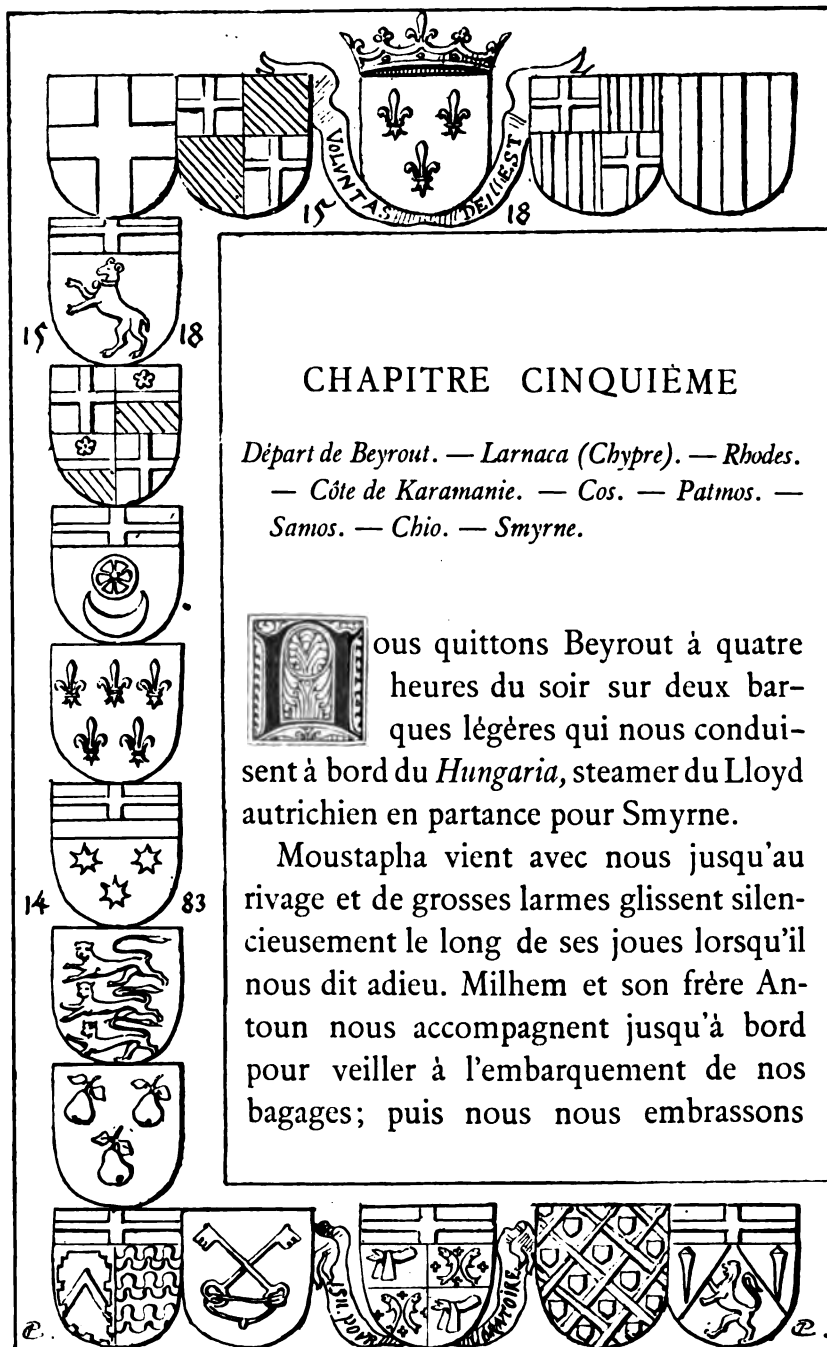 VOLVNTAS DEI EST
15 18
15 18
CHAPITRE CINQUIÈME
Départ de Beyrout. — Larnaca (Chypre). — Rhodes.
— Côte de Karamanie. — Cos. — Patmos. —
Samos. — Chio. — Smyrne.
Nous quittons Beyrout à quatre
heures du soir sur deux bar-
ques légères qui nous condui-
sent à bord du Hungaria, steamer du Lloyd
autrichien en partance pour Smyrne.
Moustapha vient avec nous jusqu'au
14 83
rivage et de grosses larmes glissent silen-
cieusement le long de ses joues lorsqu'il
nous dit adieu. Milhem et son frère An-
toun nous accompagnent jusqu'à bord
pour veiller à l'embarquement de nos
bagages; puis nous nous embrassons
POVR